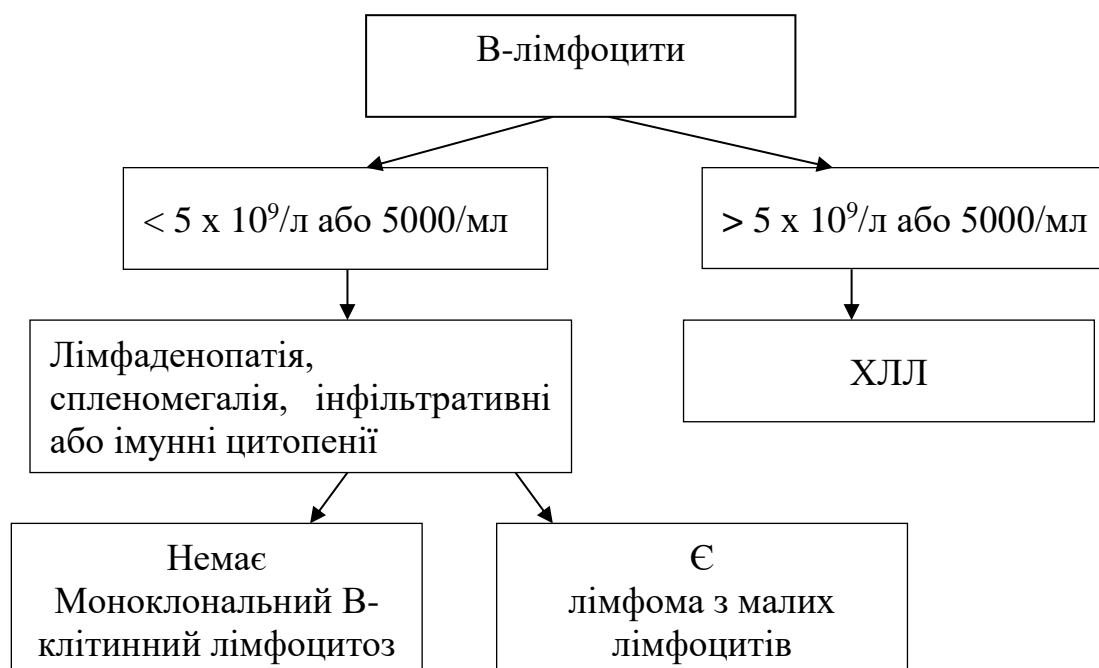 В-лімфоцити
< 5 x 10⁹/л або 5000/мл
> 5 x 10⁹/л або 5000/мл
Лімфаденопатія,
спленомегалія, інфільтративні
або імунні цитопенії
ХЛЛ
Немає
Моноклональний В-
клітинний лімфоцитоз
Є
лімфома з малих
лімфоцитів